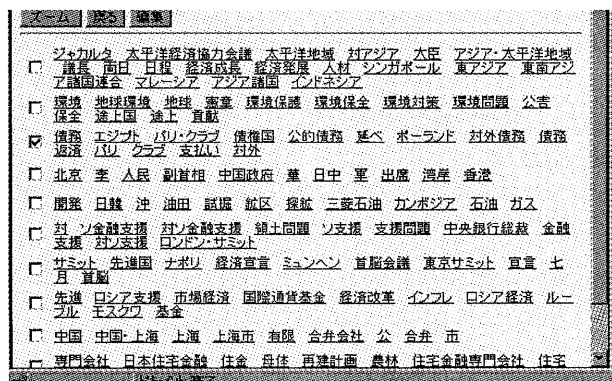 ズーム 戻る 編集
ジャカルタ 太平洋経済協力会議 太平洋地域 対アジア 大臣 アジア・太平洋地域
議長 両日 日程 経済成長 経済発展 人材 シンガポール 東アジア 東南アジ
ア諸国連合 マレーシア アジア諸国 インドネシア
環境 地球環境 地球 憲章 環境保護 環境保全 環境対策 環境問題 公害
保全 途上国 途上 貢献
債務 エジプト パリ・クラブ 債権国 公的債務 延べ ポーランド 対外債務 債務
返済 パリ クラブ 支払い 対外
北京 李 人民 副首相 中国政府 華 日中 軍 出席 湾岸 香港
開発 日韓 沖 油田 試掘 鉱区 探鉱 三菱石油 カンボジア 石油 ガス
対 ソ金融支援 対ソ金融支援 領土問題 ソ支援 支援問題 中央銀行総裁 金融
支援 対ソ支援 ロンドン・サミット
サミット 先進国 ナポリ 経済宣言 ミュンヘン 首脳会議 東京サミット 宣言 七
月 首脳
先進 ロシア支援 市場経済 国際通貨基金 経済改革 インフレ ロシア経済 ルー
ブル モスクワ 基金
中国 中国・上海 上海 上海市 有限 合弁会社 公 合弁 市
専門会社 日本住宅金融 住金 母体 再建計画 農林 住宅金融専門会社 住宅